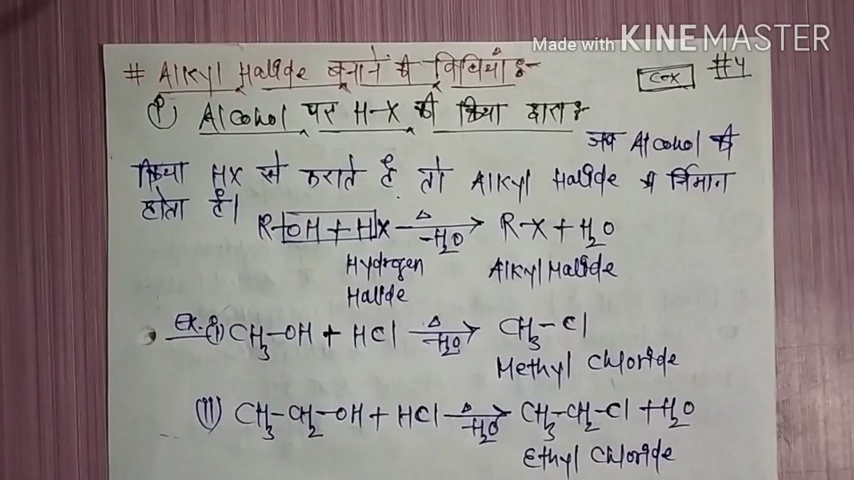 Made with KINEMASTER
# Alkyl Halide बनाने की विधियाँ :-
Cox #4
(i) Alcohol पर H-X की क्रिया द्वारा :-
जब Alcohol की
क्रिया HX से कराते हैं तो Alkyl Halide का निर्माण
होता है।
R-OH + HX —Δ/-H₂O→ R-X + H₂O
Hydrogen Halide
Alkyl Halide
Ex. (i) CH₃-OH + HCl —Δ/-H₂O→ CH₃-Cl
Methyl Chloride
(II) CH₃-CH₂-OH + HCl —Δ/-H₂O→ CH₃-CH₂-Cl + H₂O
Ethyl Chloride